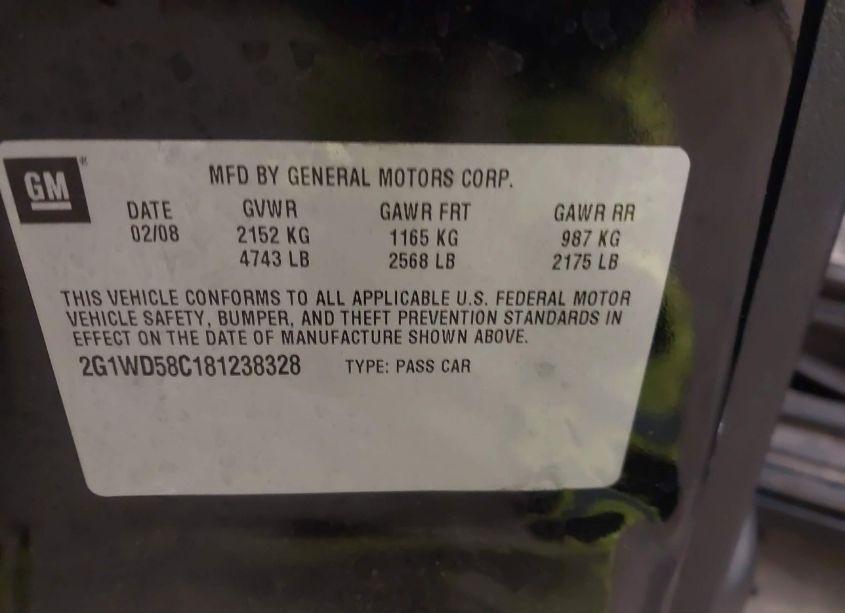 GM®
MFD BY GENERAL MOTORS CORP.
DATE GVWR GAWR FRT GAWR RR
02/08 2152 KG 1165 KG 987 KG
4743 LB 2568 LB 2175 LB
THIS VEHICLE CONFORMS TO ALL APPLICABLE U.S. FEDERAL MOTOR
VEHICLE SAFETY, BUMPER, AND THEFT PREVENTION STANDARDS IN
EFFECT ON THE DATE OF MANUFACTURE SHOWN ABOVE.
2G1WD58C181238328 TYPE: PASS CAR